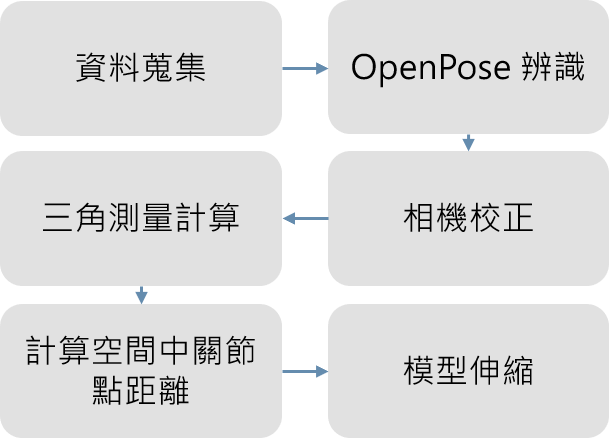 資料蒐集
OpenPose 辨識
相機校正
三角測量計算
計算空間中關節
點距離
模型伸縮